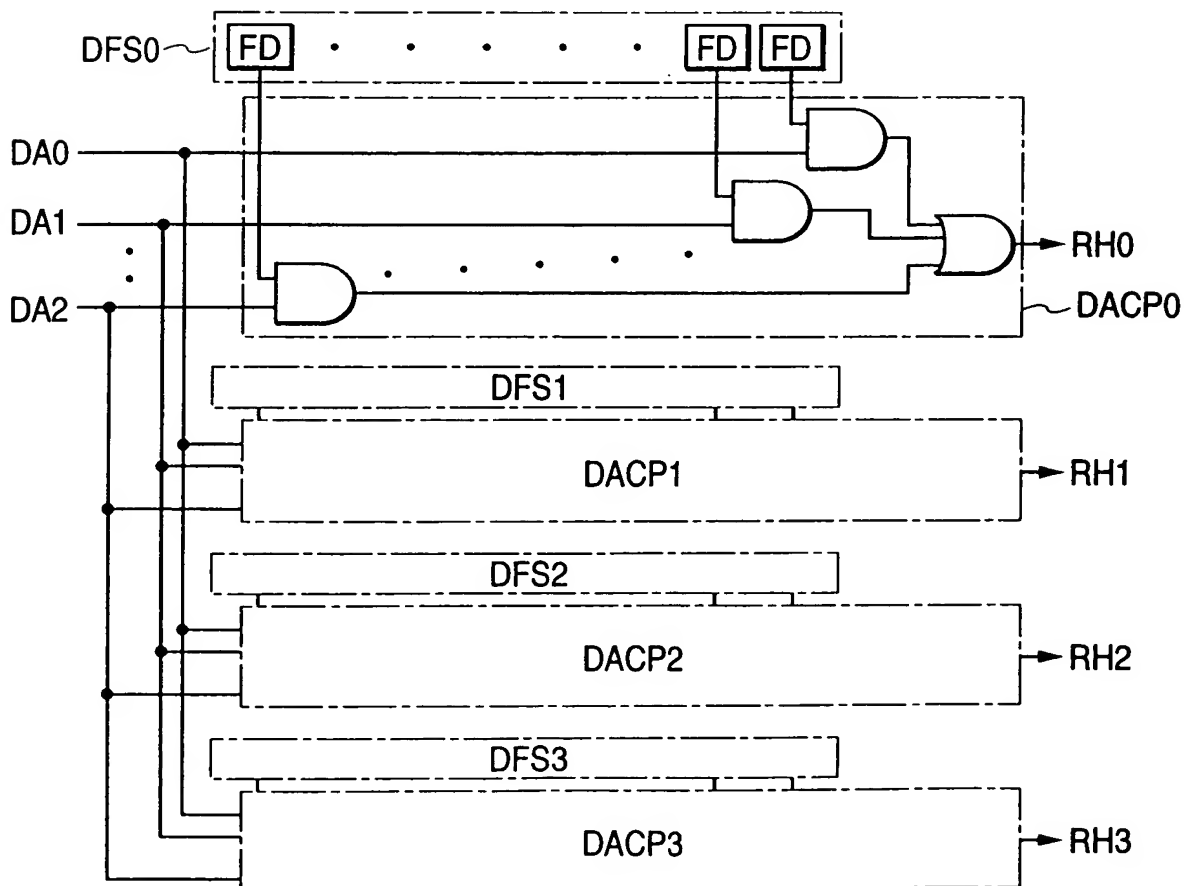 DFS0 FD FD FD
DA0
DA1
RH0
DA2
DACP0
DFS1
DACP1 RH1
DFS2
DACP2 RH2
DFS3
DACP3 RH3